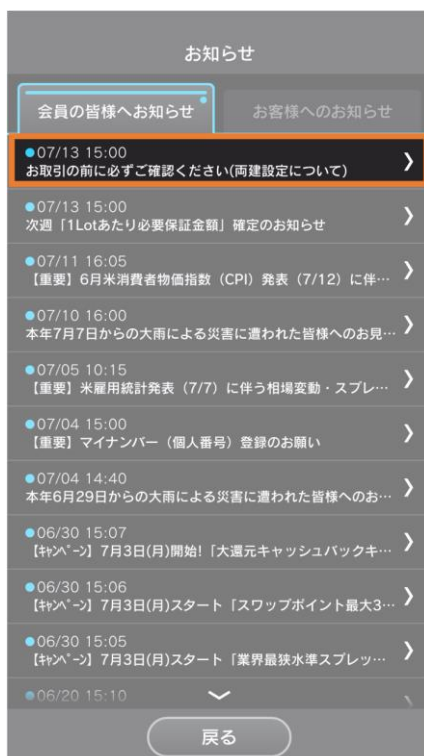 お知らせ
会員の皆様へお知らせ
お客様へのお知らせ
07/13 15:00
お取引の前に必ずご確認ください(両建設定について)
07/13 15:00
次週「1Lotあたり必要保証金額」確定のお知らせ
07/11 16:05
【重要】6月米消費者物価指数（CPI）発表（7/12）に伴…
07/10 16:00
本年7月7日からの大雨による災害に遭われた皆様へのお見…
07/05 10:15
【重要】米雇用統計発表（7/7）に伴う相場変動・スプレ…
07/04 15:00
【重要】マイナンバー（個人番号）登録のお願い
07/04 14:40
本年6月29日からの大雨による災害に遭われた皆様へのお…
06/30 15:07
【ｷｬﾝﾍﾟｰﾝ】7月3日(月)開始!「大還元キャッシュバックキ…
06/30 15:06
【ｷｬﾝﾍﾟｰﾝ】7月3日(月)スタート「スワップポイント最大3…
06/30 15:05
【ｷｬﾝﾍﾟｰﾝ】7月3日(月)スタート「業界最狭水準スプレッ…
06/20 15:10
戻る